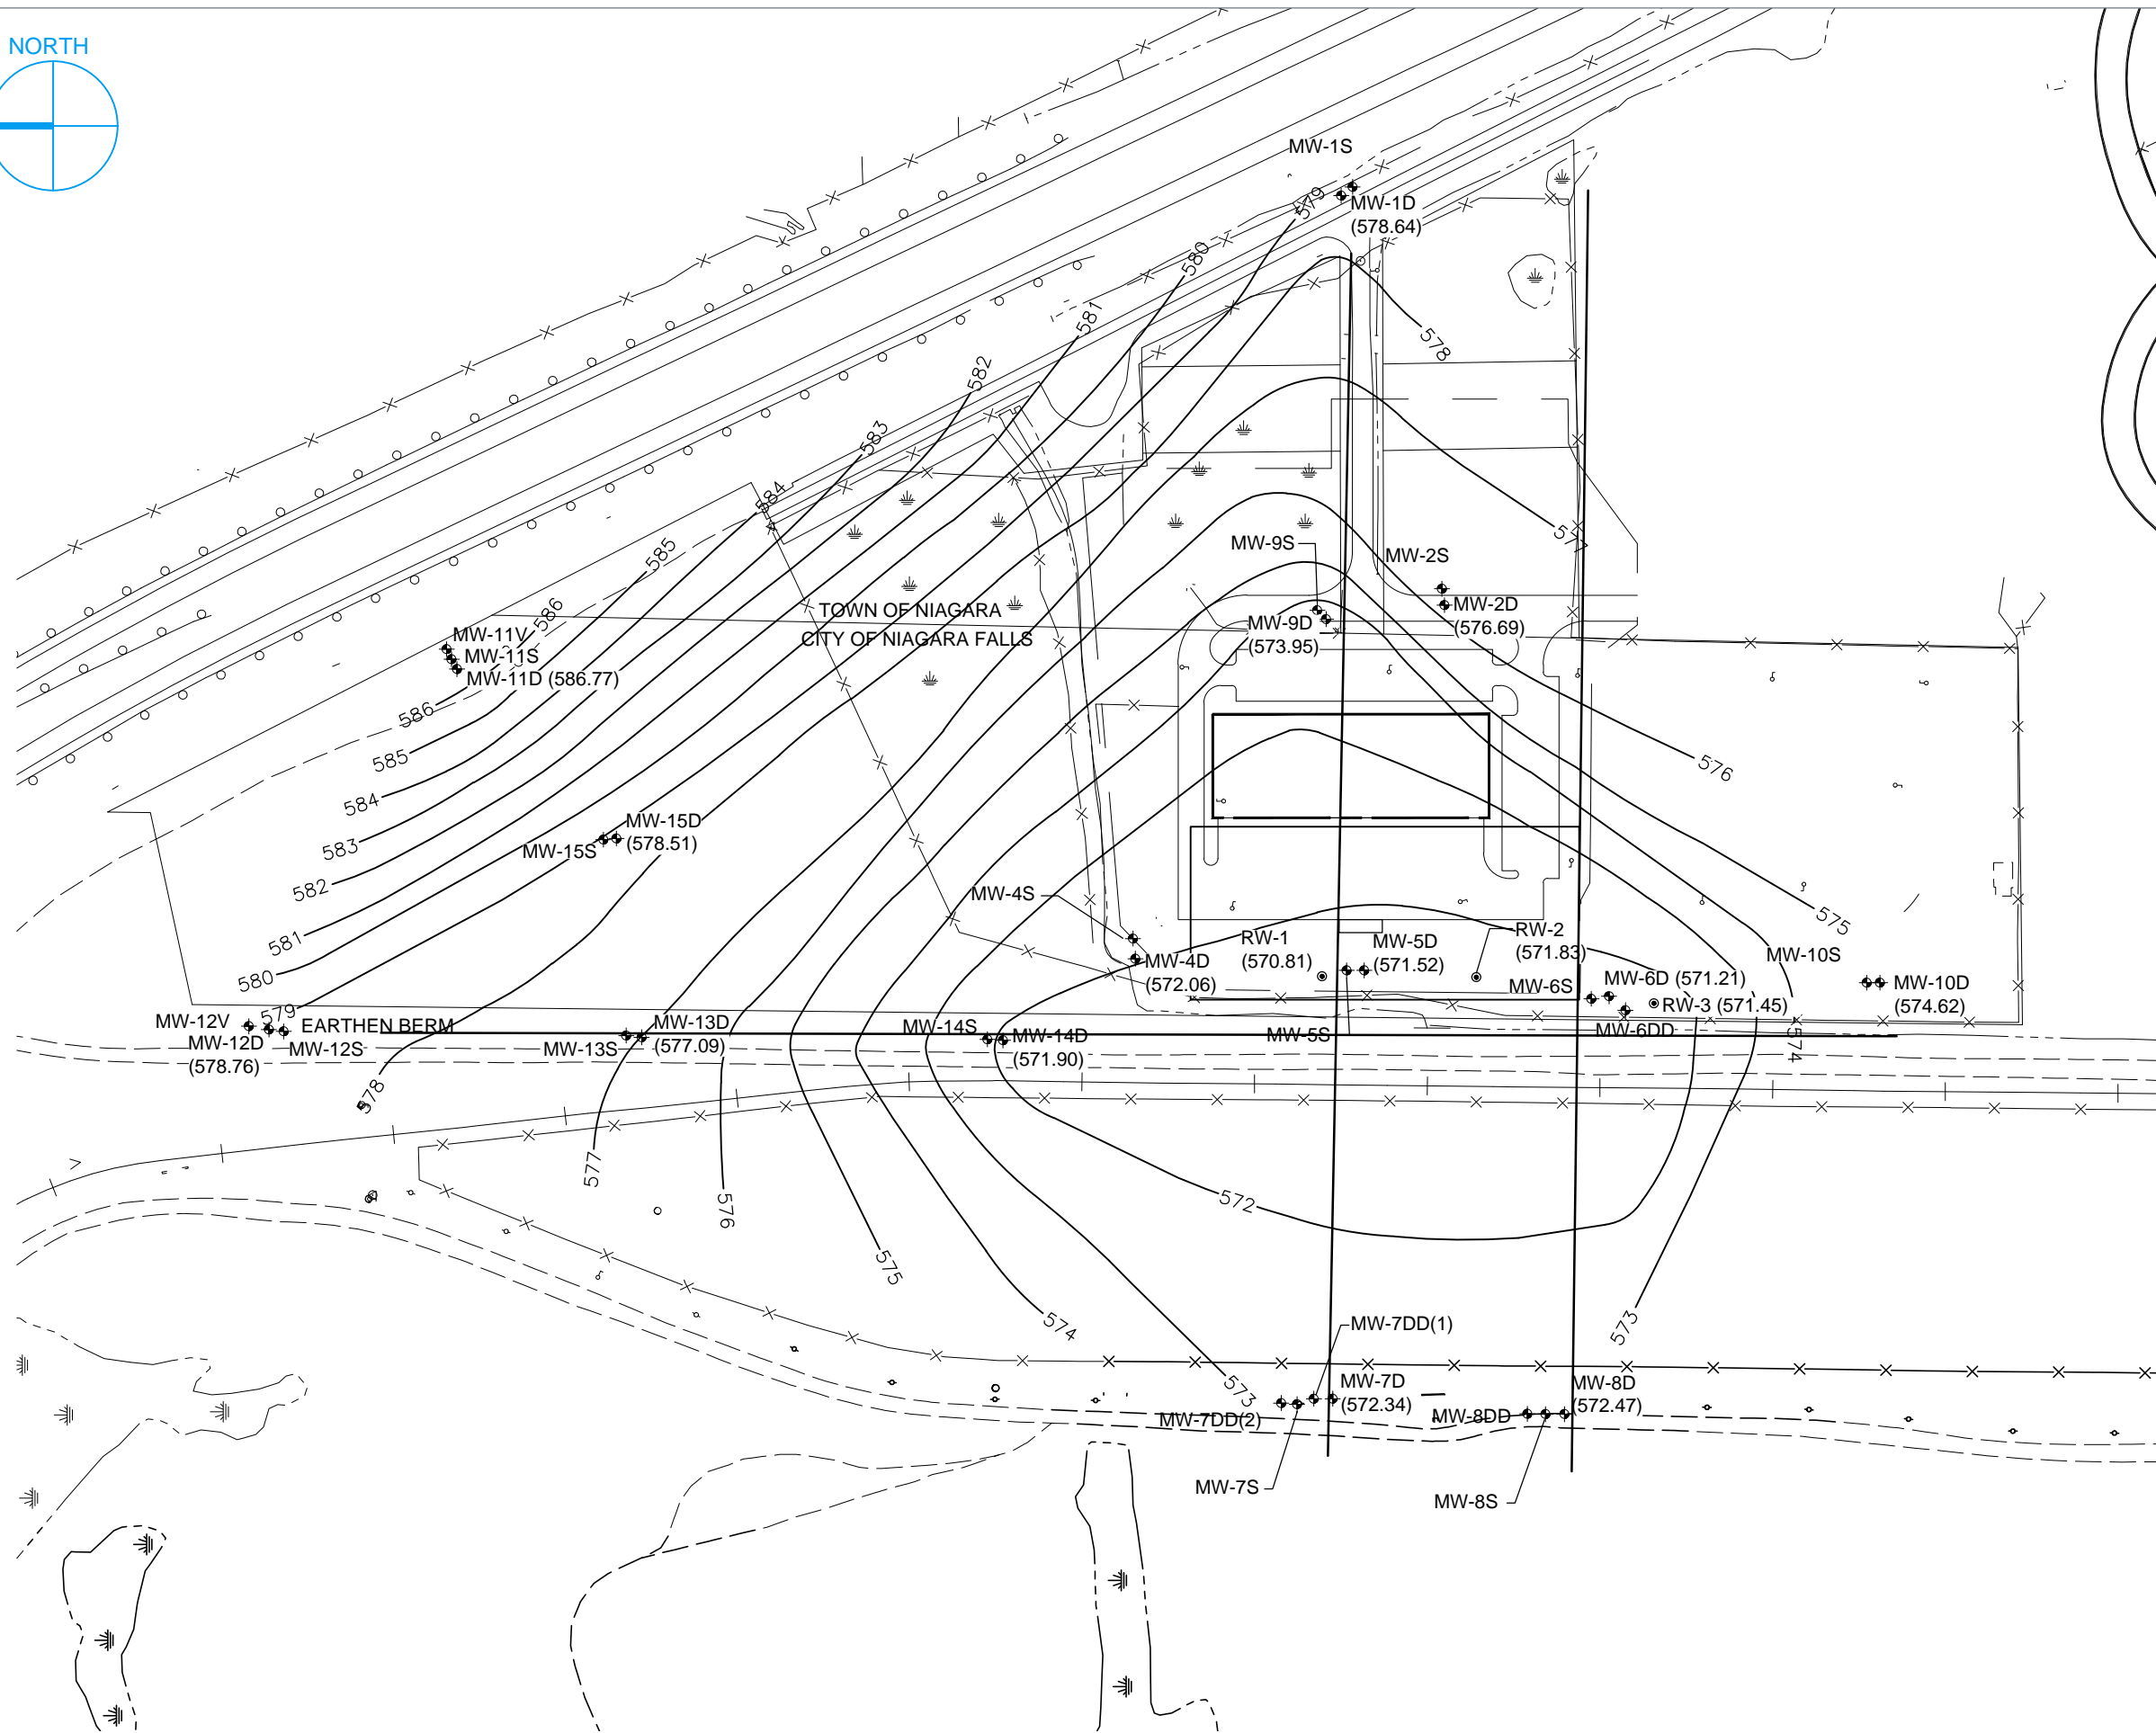 NORTH
MW-1S
579
MW-1D
(578.64)
580
581
578
582
583
584
577
585
MW-9S
MW-2S
586
TOWN OF NIAGARA
CITY OF NIAGARA FALLS
MW-9D
(573.95)
MW-2D
(576.69)
MW-11V
MW-11S
MW-11D (586.77)
586
585
576
584
MW-15D
(578.51)
MW-15S
583
582
MW-4S
575
581
RW-1
(570.81)
MW-5D
(571.52)
RW-2
(571.83)
MW-10S
580
MW-4D
(572.06)
MW-6S
MW-6D (571.21)
MW-10D
(574.62)
RW-3 (571.45)
579
MW-12V
EARTHEN BERM
MW-12D
(578.76)
MW-12S
MW-13S
MW-13D
(577.09)
MW-14S
MW-14D
(571.90)
MW-5S
MW-6DD
574
578
577
576
572
575
574
573
MW-7DD(1)
573
MW-7D
(572.34)
MW-8D
(572.47)
MW-7DD(2)
MW-8DD
MW-7S
MW-8S